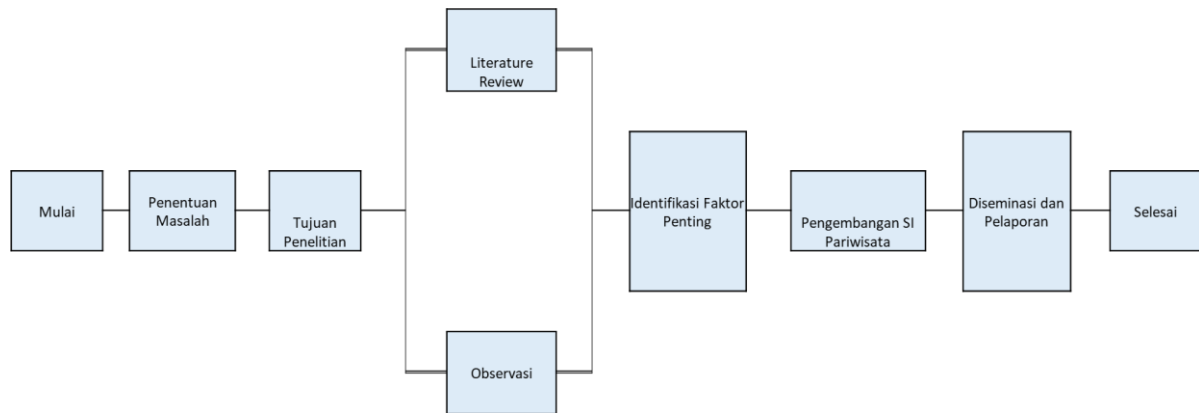 Mulai
Penentuan
Masalah
Tujuan
Penelitian
Literature
Review
Observasi
Identifikasi Faktor
Penting
Pengembangan SI
Pariwisata
Diseminasi dan
Pelaporan
Selesai